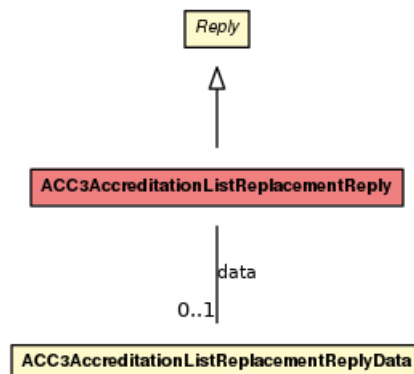 Reply
ACC3AccreditationListReplacementReply
data
0..1
ACC3AccreditationListReplacementReplyData